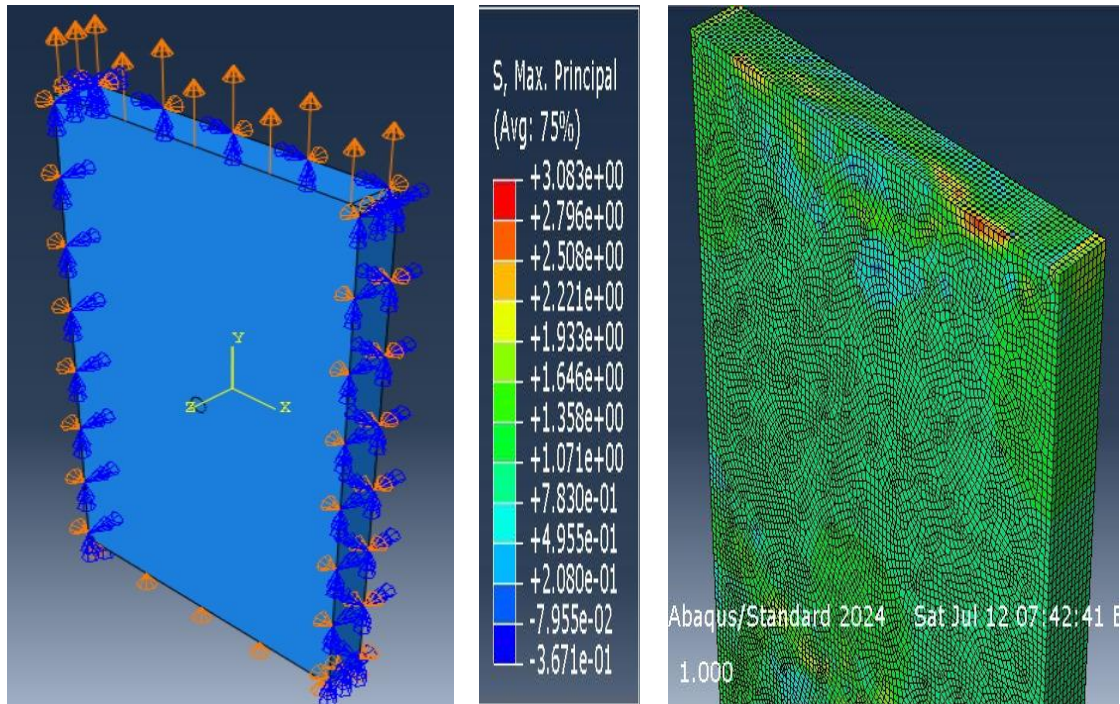 Y
Z
X
S, Max. Principal
(Avg: 75%)
+3.083e+00
+2.796e+00
+2.508e+00
+2.221e+00
+1.933e+00
+1.646e+00
+1.358e+00
+1.071e+00
+7.830e-01
+4.955e-01
+2.080e-01
-7.955e-02
-3.671e-01
Abaqus/Standard 2024 Sat Jul 12 07:42:41 E
1.000